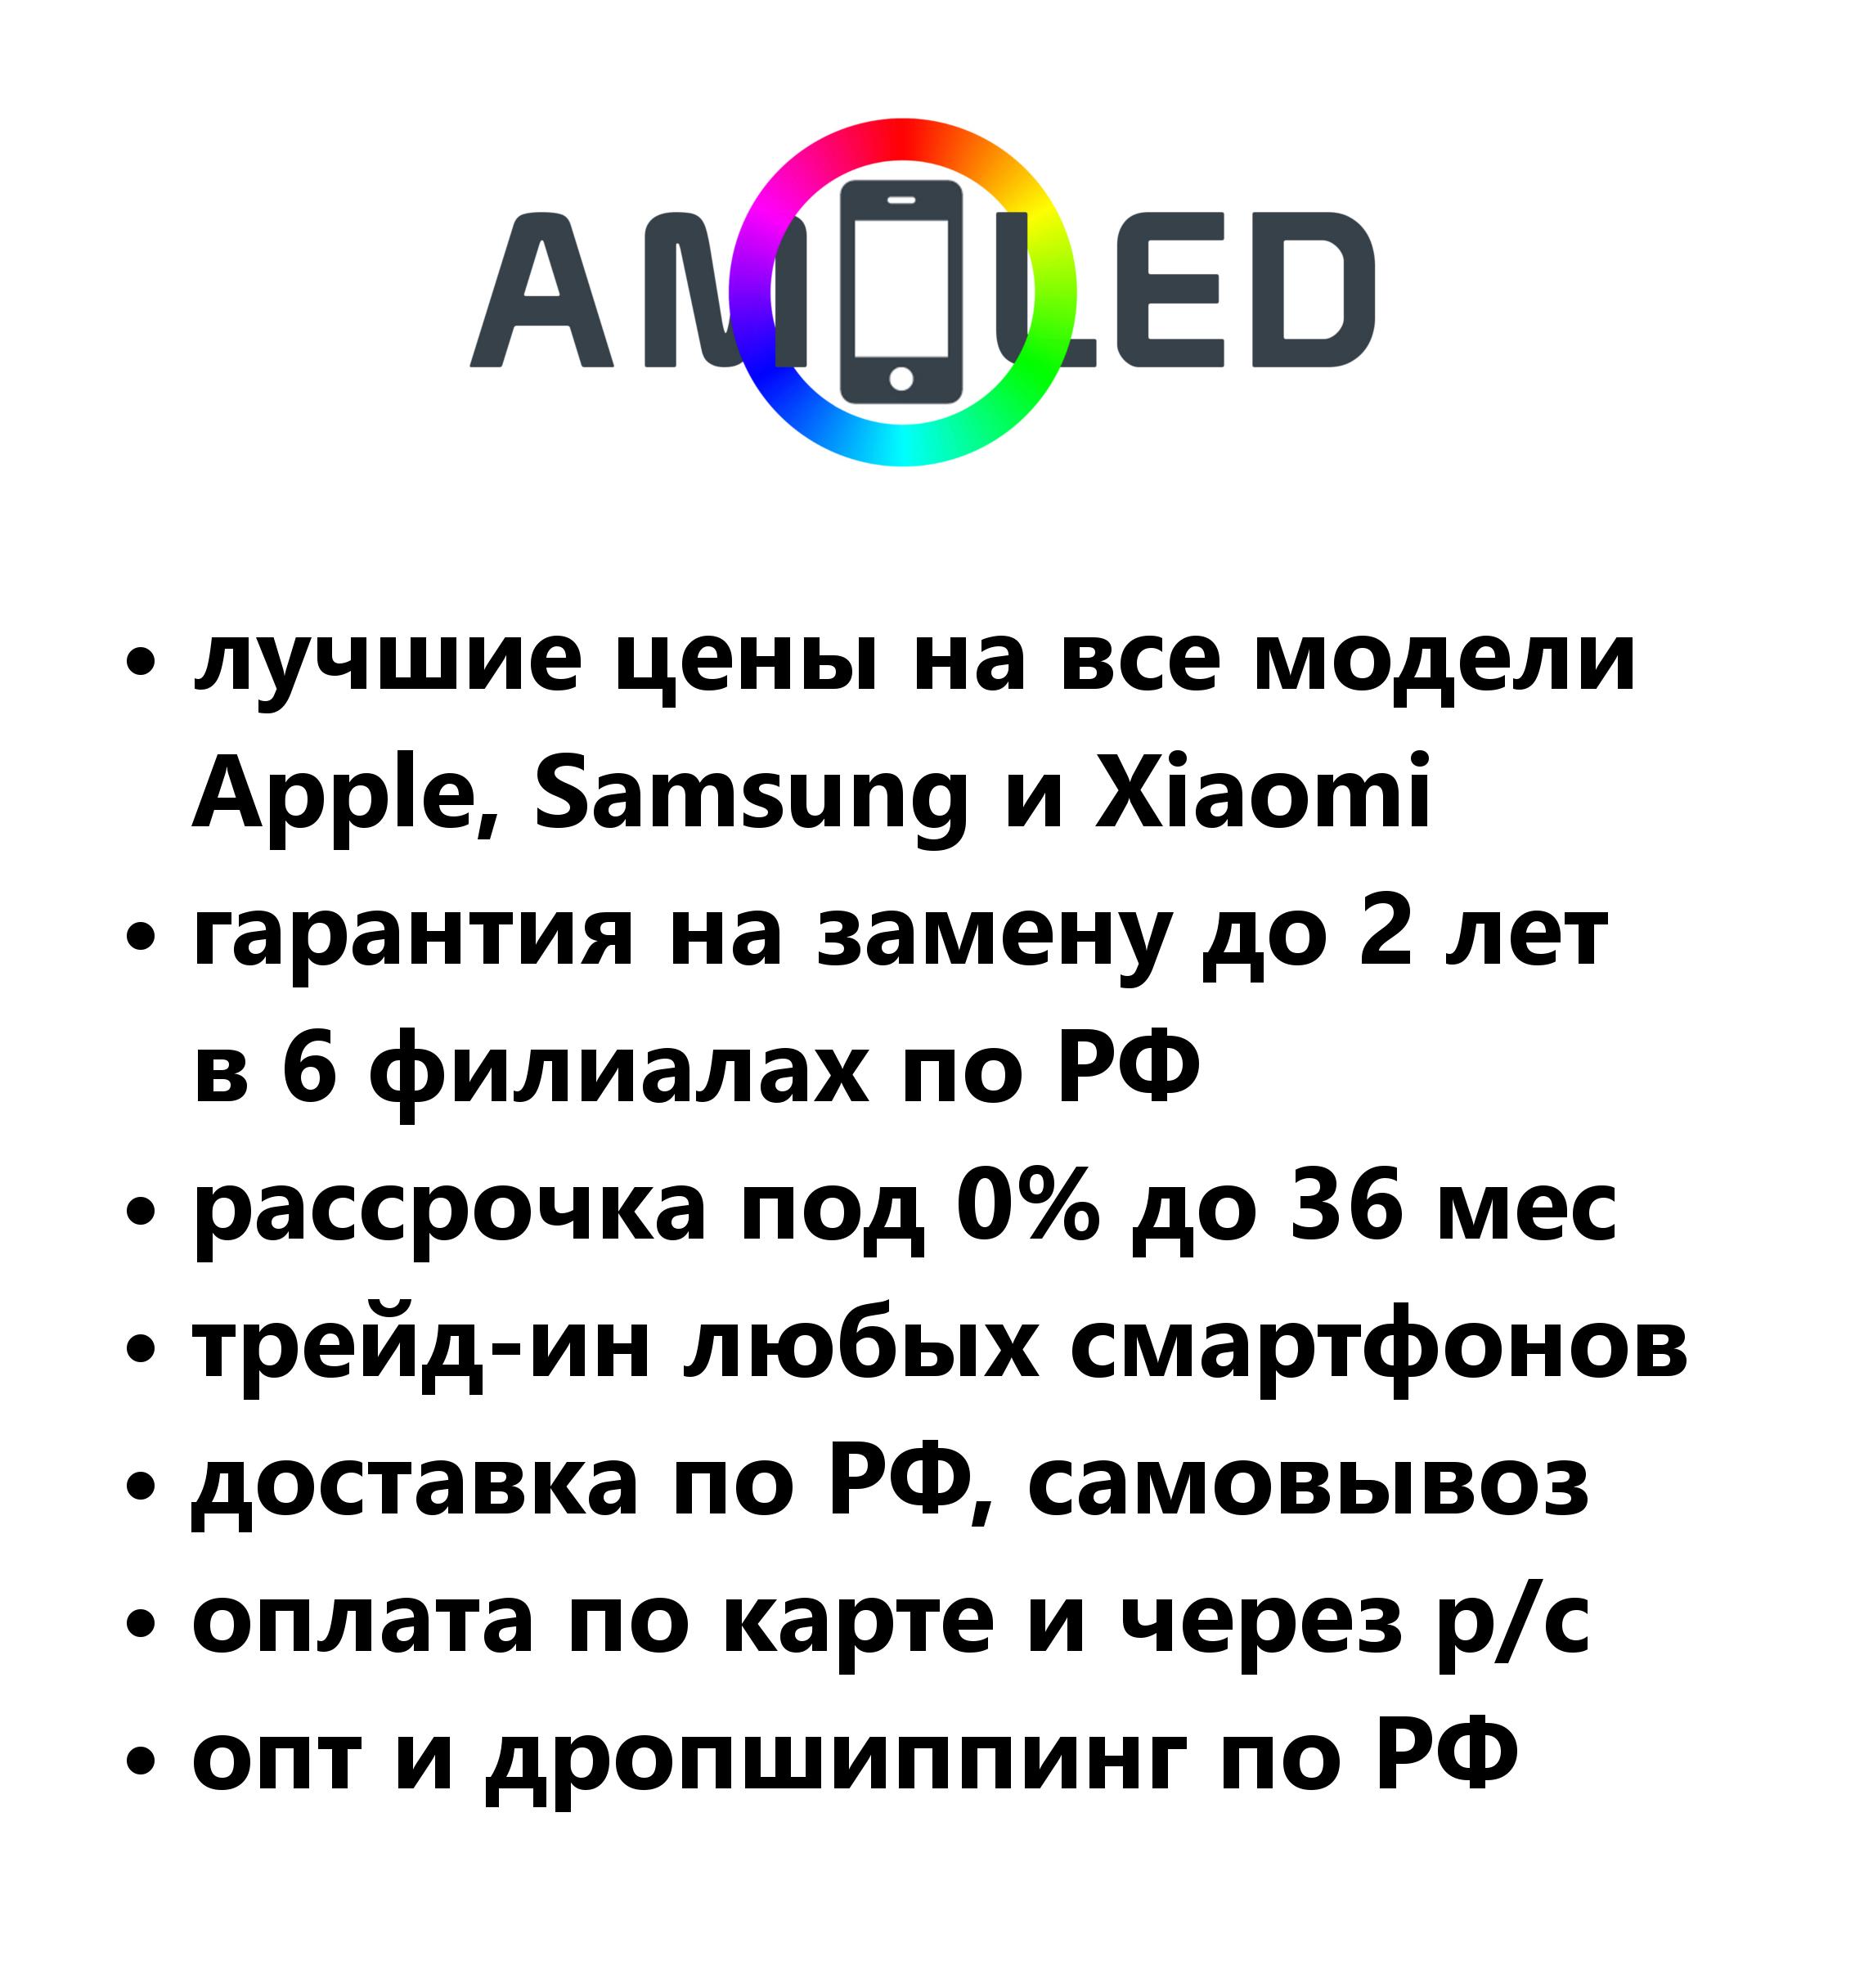 AMOLED
• лучшие цены на все модели
Apple, Samsung и Xiaomi
• гарантия на замену до 2 лет
в 6 филиалах по РФ
• рассрочка под 0% до 36 мес
• трейд-ин любых смартфонов
• доставка по РФ, самовывоз
• оплата по карте и через р/с
• опт и дропшиппинг по РФ